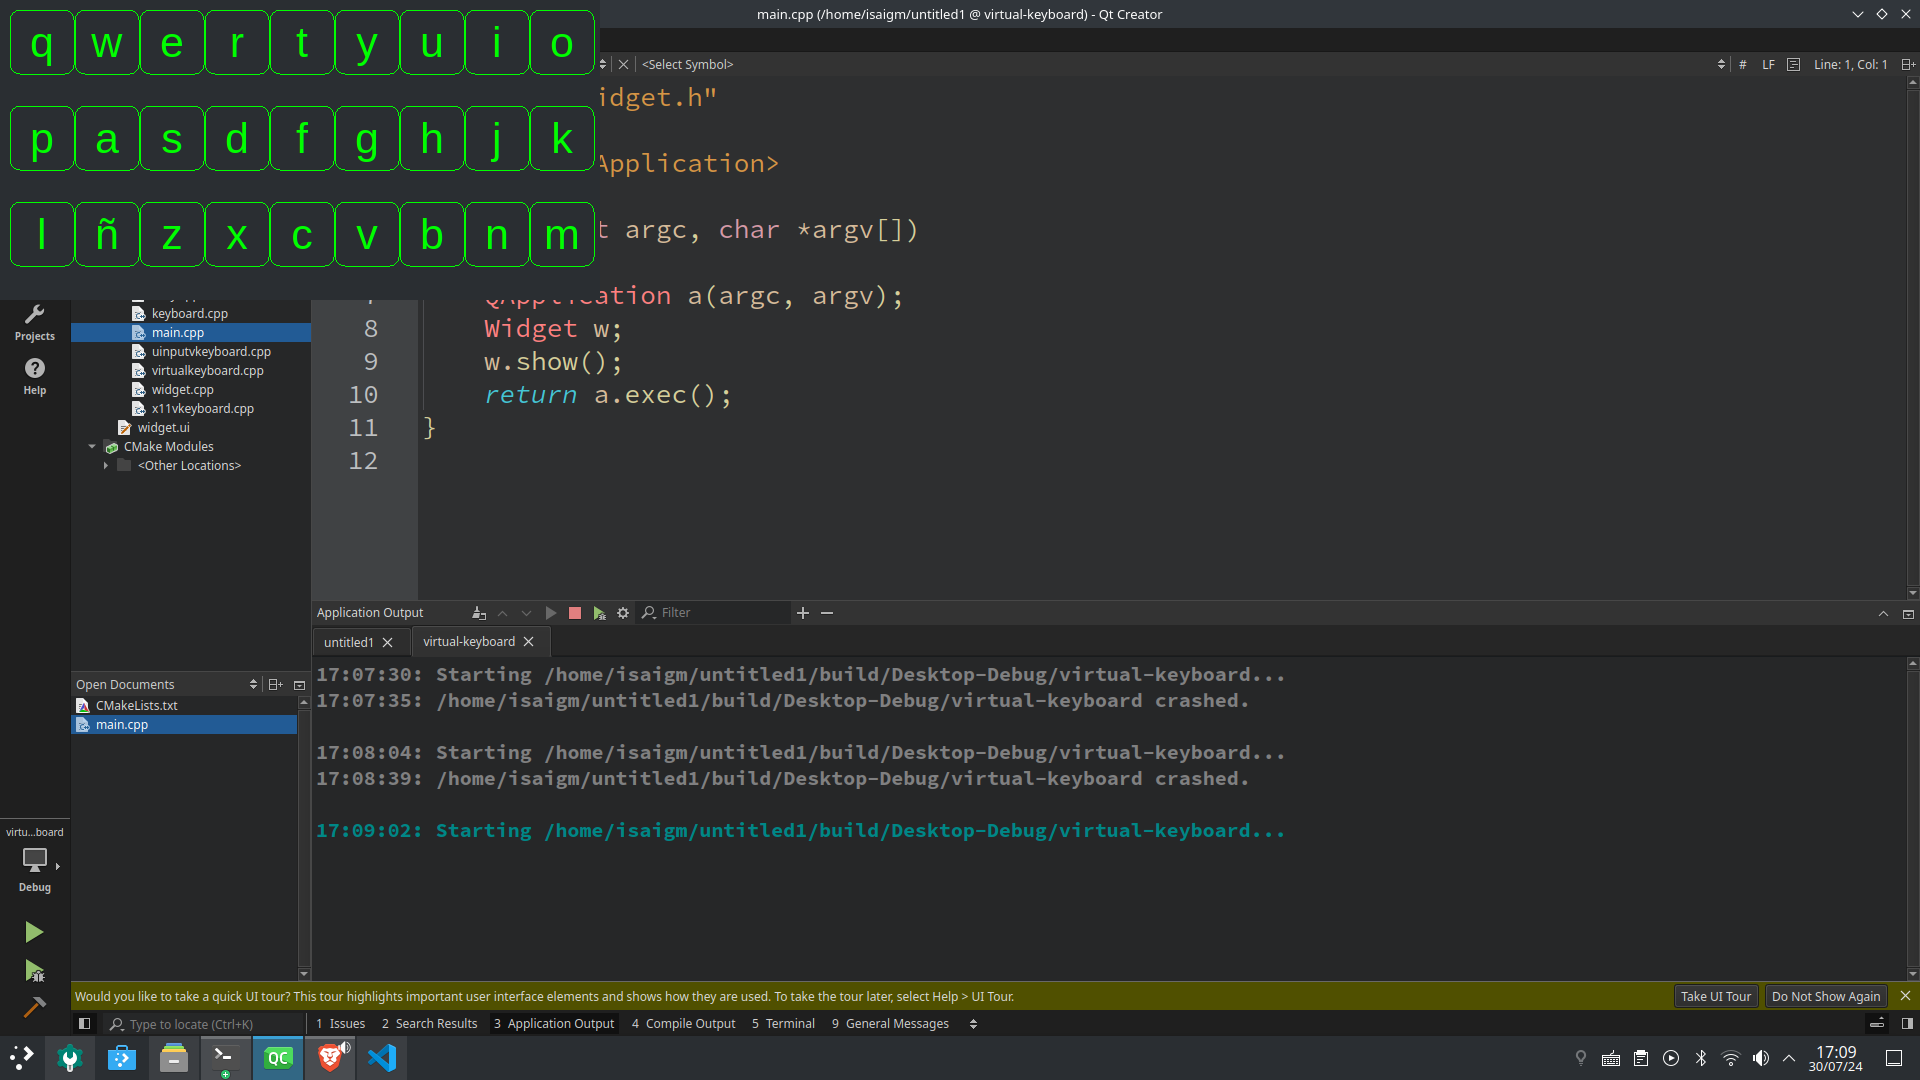 main.cpp (/home/isaigm/untitled1 @ virtual-keyboard) - Qt Creator
q w e r t y u i o
p a s d f g h j k
l ñ z x c v b n m
<Select Symbol>
# LF Line: 1, Col: 1
idget.h"
Application>
t argc, char *argv[])
QApplication a(argc, argv);
8 Widget w;
9 w.show();
10 return a.exec();
11 }
12
Projects
Help
keyboard.cpp
main.cpp
uinputvkeyboard.cpp
virtualkeyboard.cpp
widget.cpp
x11vkeyboard.cpp
widget.ui
CMake Modules
<Other Locations>
Application Output
Filter
untitled1
virtual-keyboard
17:07:30: Starting /home/isaigm/untitled1/build/Desktop-Debug/virtual-keyboard...
17:07:35: /home/isaigm/untitled1/build/Desktop-Debug/virtual-keyboard crashed.
17:08:04: Starting /home/isaigm/untitled1/build/Desktop-Debug/virtual-keyboard...
17:08:39: /home/isaigm/untitled1/build/Desktop-Debug/virtual-keyboard crashed.
17:09:02: Starting /home/isaigm/untitled1/build/Desktop-Debug/virtual-keyboard...
Open Documents
CMakeLists.txt
main.cpp
virtu...board
Debug
Would you like to take a quick UI tour? This tour highlights important user interface elements and shows how they are used. To take the tour later, select Help > UI Tour.
Take UI Tour
Do Not Show Again
Type to locate (Ctrl+K)
1 Issues 2 Search Results 3 Application Output 4 Compile Output 5 Terminal 9 General Messages
QC
17:09
30/07/24